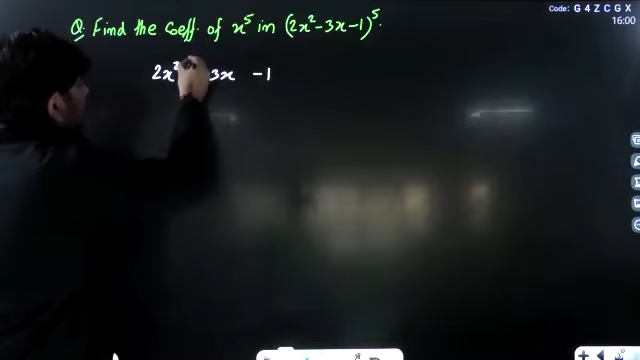 Code: G 4 Z C G X
16:00
Q. Find the Coeff. of x⁵ in (2x²-3x-1)⁵.
2x² 3x -1